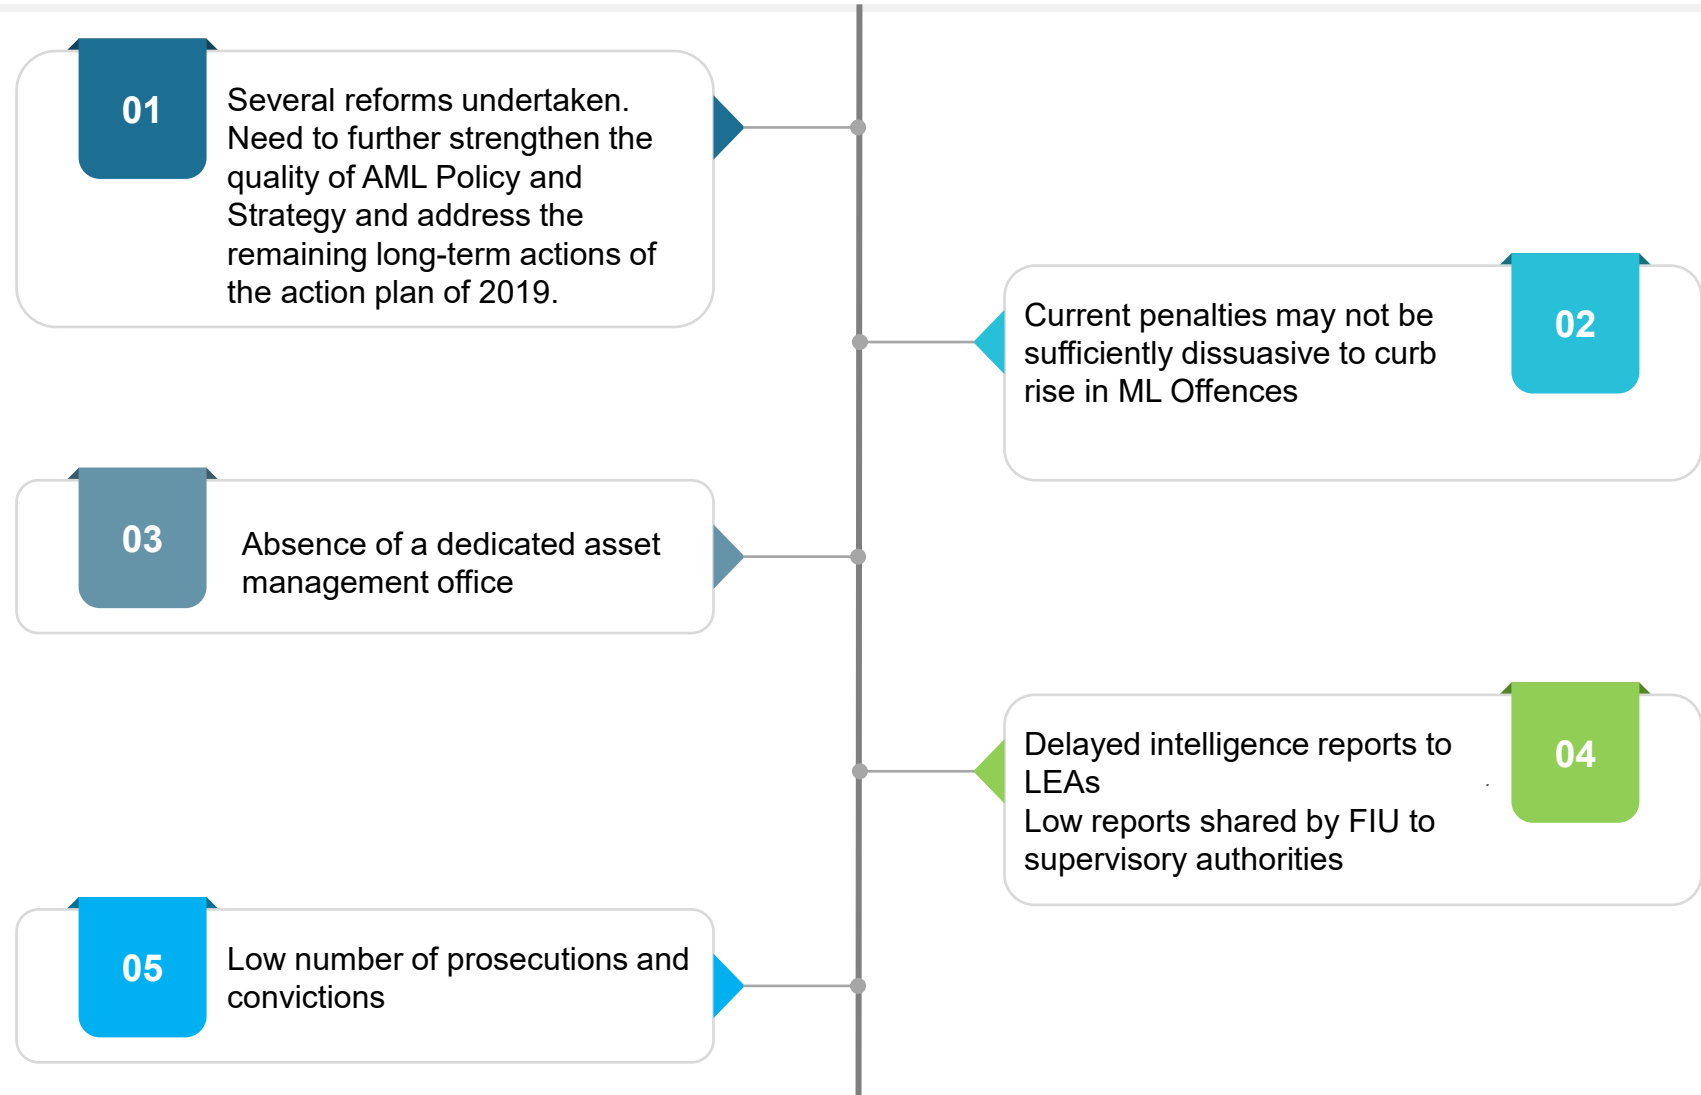 01
Several reforms undertaken.
Need to further strengthen the
quality of AML Policy and
Strategy and address the
remaining long-term actions of
the action plan of 2019.
02
Current penalties may not be
sufficiently dissuasive to curb
rise in ML Offences
03
Absence of a dedicated asset
management office
04
Delayed intelligence reports to
LEAs
Low reports shared by FIU to
supervisory authorities
05
Low number of prosecutions and
convictions